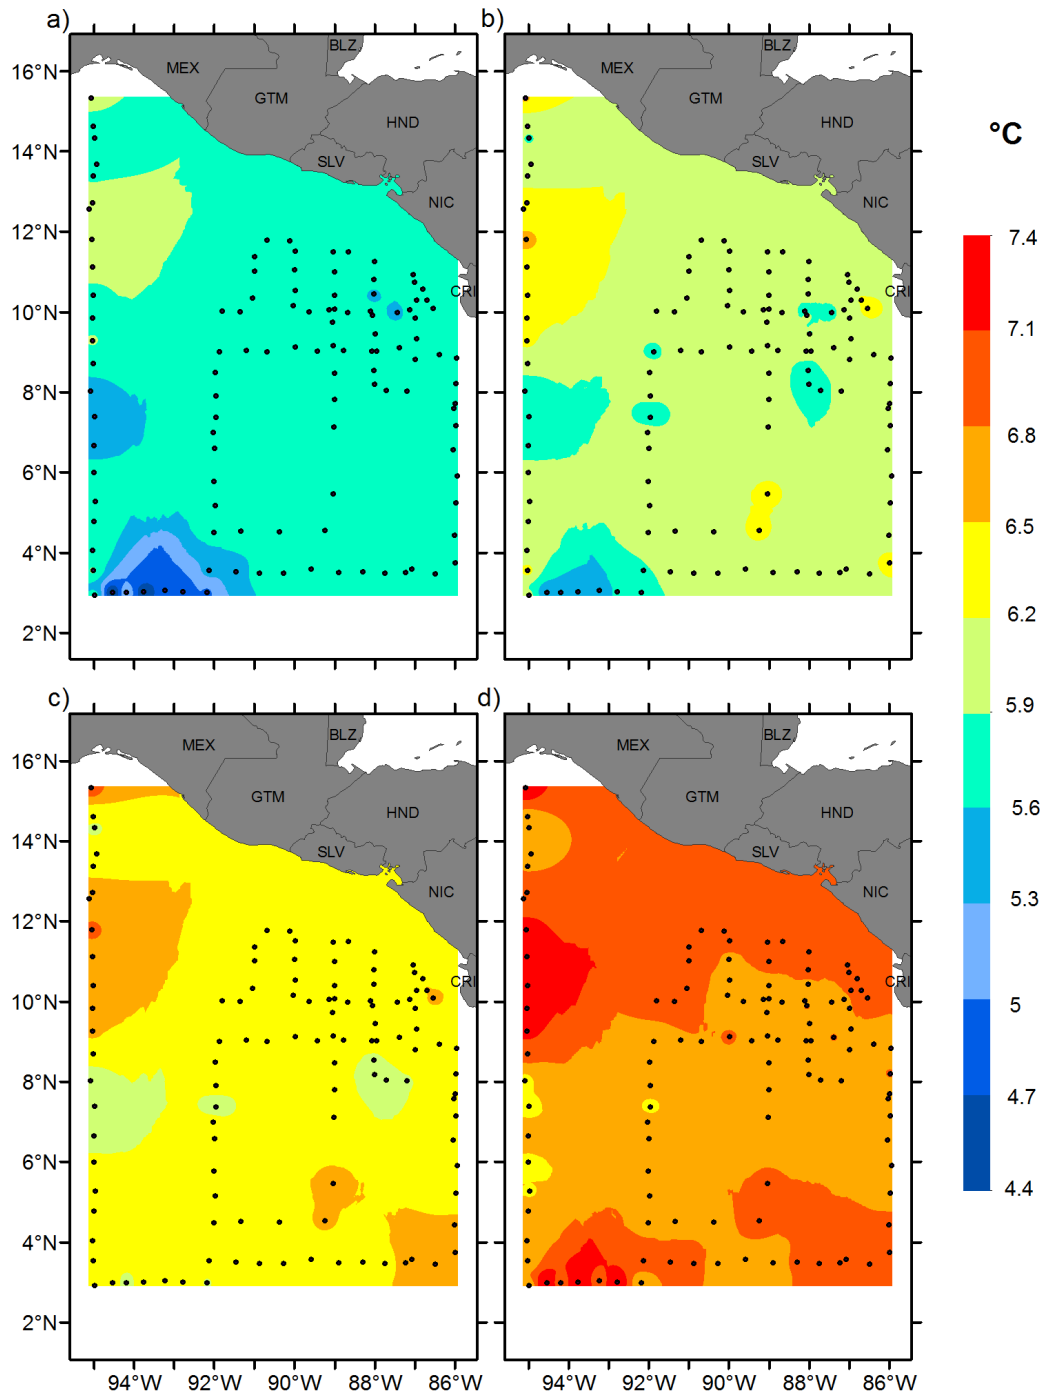 a)
b)
BLZ
BLZ
16°N
MEX
MEX
GTM
GTM
HND
HND
°C
14°N
SLV
SLV
NIC
NIC
7.4
12°N
CRI
CRI
7.1
10°N
6.8
8°N
6.5
6°N
6.2
4°N
5.9
2°N
c)
d)
5.6
BLZ
BLZ
MEX
MEX
16°N
GTM
GTM
HND
HND
14°N
SLV
SLV
5.3
NIC
NIC
12°N
5
CRI
CRI
10°N
4.7
8°N
4.4
6°N
4°N
2°N
94°W 92°W 90°W 88°W 86°W
94°W 92°W 90°W 88°W 86°W